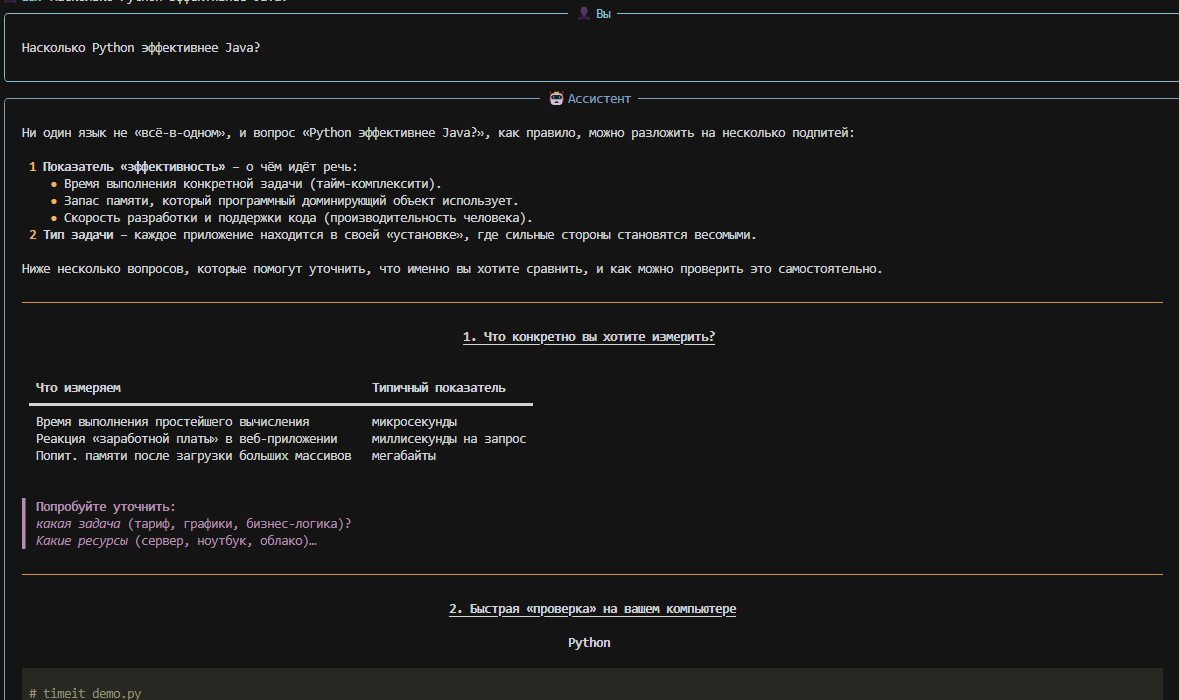 Вы
Насколько Python эффективнее Java?
Ассистент
Ни один язык не «всё-в-одном», и вопрос «Python эффективнее Java?», как правило, можно разложить на несколько подпитей:
1 Показатель «эффективность» – о чём идёт речь:
• Время выполнения конкретной задачи (тайм-комплексити).
• Запас памяти, который программный доминирующий объект использует.
• Скорость разработки и поддержки кода (производительность человека).
2 Тип задачи – каждое приложение находится в своей «установке», где сильные стороны становятся весомыми.
Ниже несколько вопросов, которые помогут уточнить, что именно вы хотите сравнить, и как можно проверить это самостоятельно.
1. Что конкретно вы хотите измерить?
Что измеряем Типичный показатель
Время выполнения простейшего вычисления микросекунды
Реакция «заработной платы» в веб-приложении миллисекунды на запрос
Попит. памяти после загрузки больших массивов мегабайты
Попробуйте уточнить:
какая задача (тариф, графики, бизнес-логика)?
Какие ресурсы (сервер, ноутбук, облако)…
2. Быстрая «проверка» на вашем компьютере
Python
# timeit demo.py